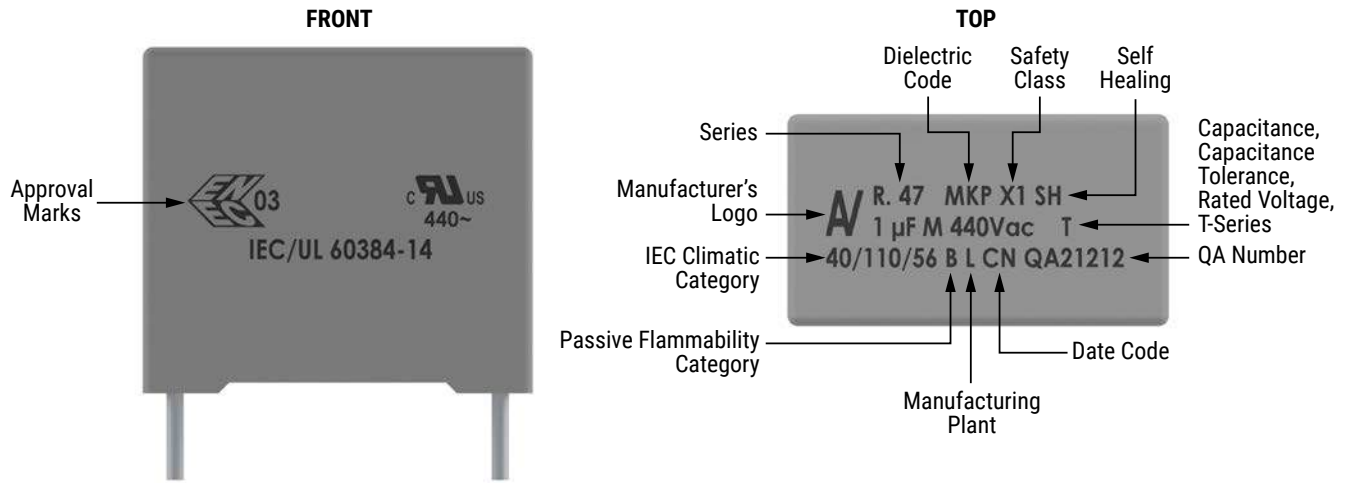 FRONT
Approval
Marks
ENEC 03
c RU US
440~
IEC/UL 60384-14
TOP
Dielectric
Code
Safety
Class
Self
Healing
Series
Manufacturer's
Logo
IEC Climatic
Category
Passive Flammability
Category
R. 47 MKP X1 SH
1 µF M 440Vac T
40/110/56 B L CN QA21212
Capacitance,
Capacitance
Tolerance,
Rated Voltage,
T-Series
QA Number
Date Code
Manufacturing
Plant